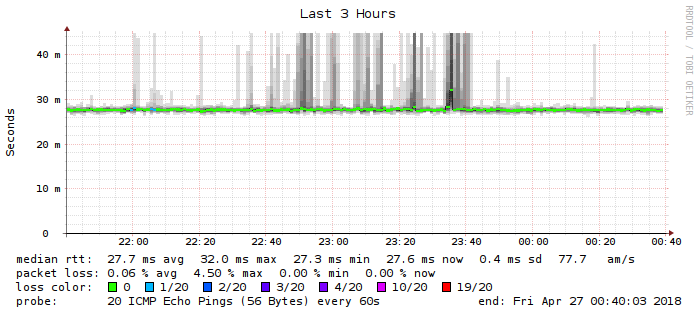 Last 3 Hours
RRDTOOL / TOBI OETIKER
Seconds
40 m
30 m
20 m
10 m
0
22:00 22:20 22:40 23:00 23:20 23:40 00:00 00:20 00:40
median rtt: 27.7 ms avg 32.0 ms max 27.3 ms min 27.6 ms now 0.4 ms sd 77.7 am/s
packet loss: 0.06 % avg 4.50 % max 0.00 % min 0.00 % now
loss color: 0 1/20 2/20 3/20 4/20 10/20 19/20
probe: 20 ICMP Echo Pings (56 Bytes) every 60s end: Fri Apr 27 00:40:03 2018